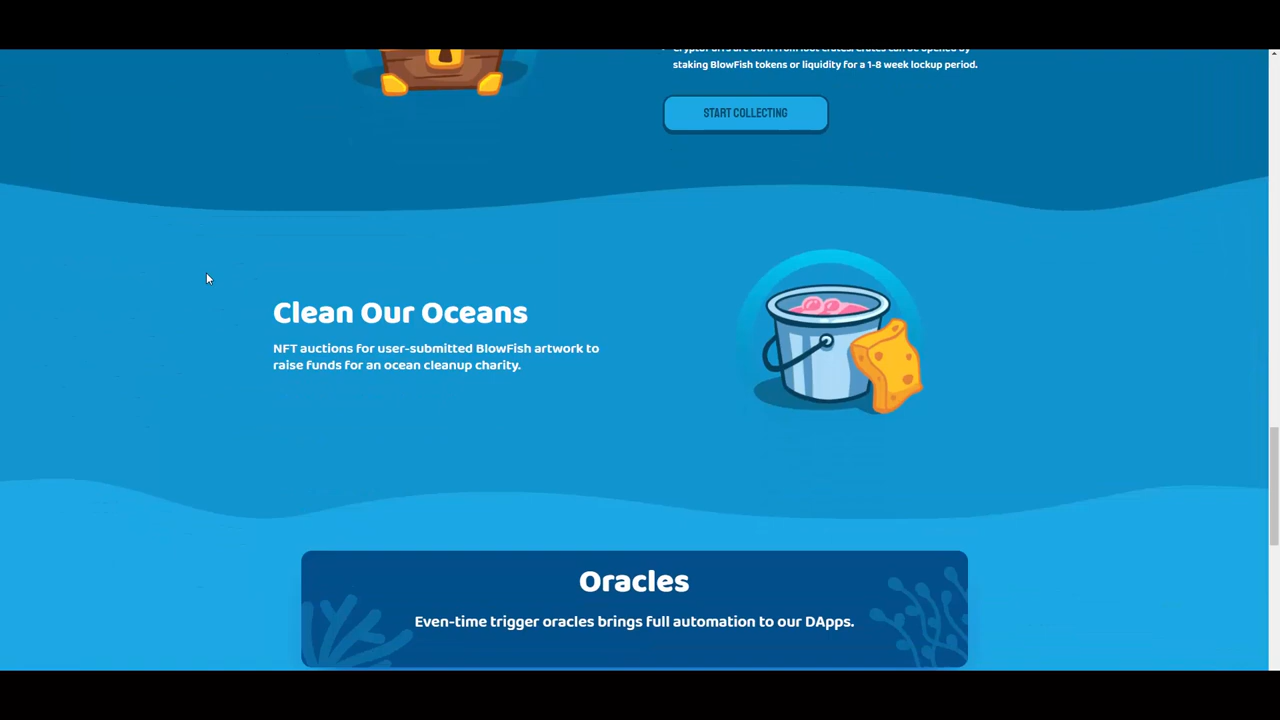 staking BlowFish tokens or liquidity for a 1-8 week lockup period.
START COLLECTING
Clean Our Oceans
NFT auctions for user-submitted BlowFish artwork to
raise funds for an ocean cleanup charity.
Oracles
Even-time trigger oracles brings full automation to our DApps.